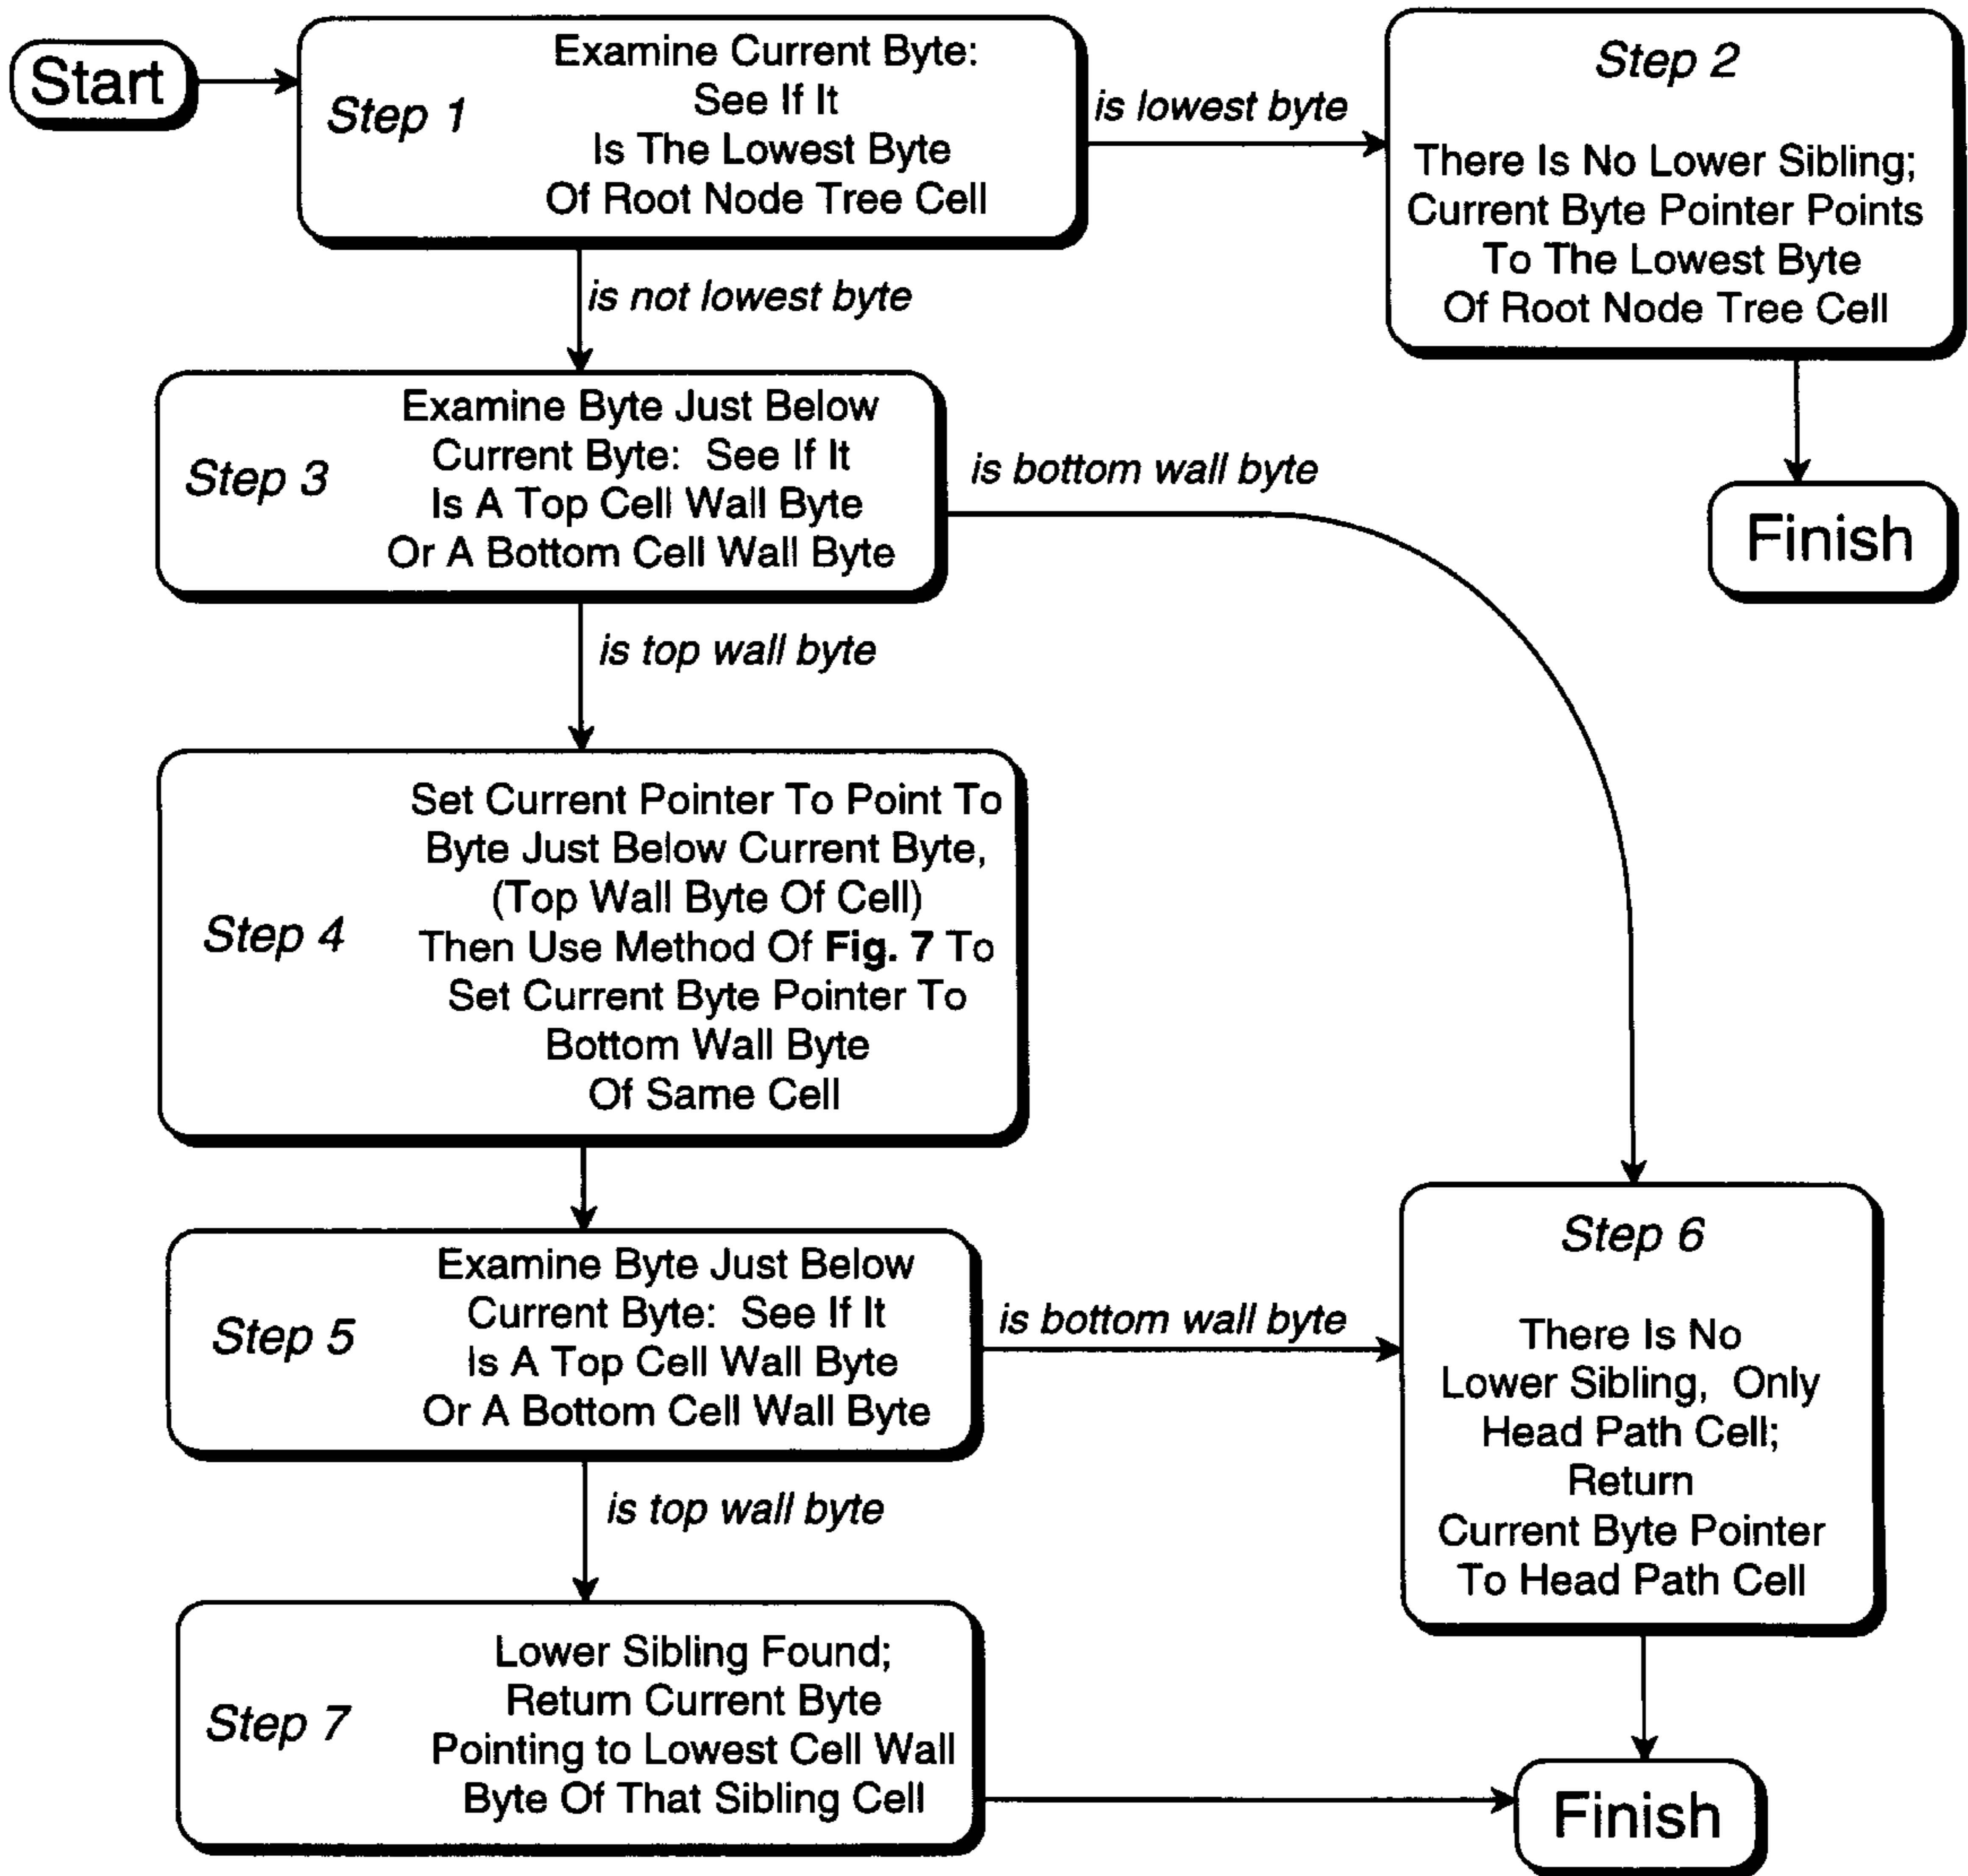 Start
Step 1
Examine Current Byte:
See If It
Is The Lowest Byte
Of Root Node Tree Cell
is lowest byte
Step 2
There Is No Lower Sibling;
Current Byte Pointer Points
To The Lowest Byte
Of Root Node Tree Cell
is not lowest byte
Finish
Step 3
Examine Byte Just Below
Current Byte: See If It
Is A Top Cell Wall Byte
Or A Bottom Cell Wall Byte
is bottom wall byte
is top wall byte
Step 4
Set Current Pointer To Point To
Byte Just Below Current Byte,
(Top Wall Byte Of Cell)
Then Use Method Of Fig. 7 To
Set Current Byte Pointer To
Bottom Wall Byte
Of Same Cell
Step 5
Examine Byte Just Below
Current Byte: See If It
Is A Top Cell Wall Byte
Or A Bottom Cell Wall Byte
is bottom wall byte
Step 6
There Is No
Lower Sibling, Only
Head Path Cell;
Return
Current Byte Pointer
To Head Path Cell
is top wall byte
Step 7
Lower Sibling Found;
Return Current Byte
Pointing to Lowest Cell Wall
Byte Of That Sibling Cell
Finish